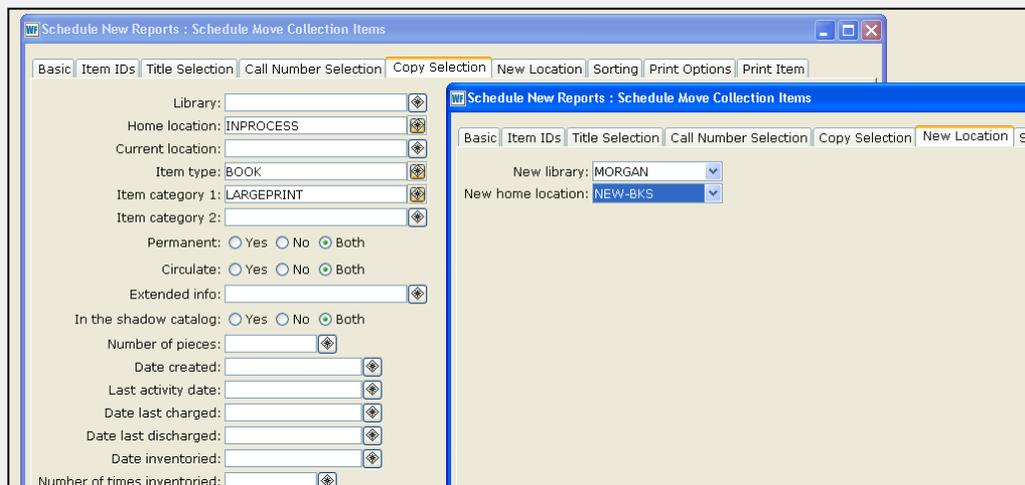 WF Schedule New Reports : Schedule Move Collection Items
Basic Item IDs Title Selection Call Number Selection Copy Selection New Location Sorting Print Options Print Item
Library:
Home location: INPROCESS
Current location:
Item type: BOOK
Item category 1: LARGEPRINT
Item category 2:
Permanent: Yes No Both
Circulate: Yes No Both
Extended info:
In the shadow catalog: Yes No Both
Number of pieces:
Date created:
Last activity date:
Date last charged:
Date last discharged:
Date inventoried:
Number of times inventoried:
WF Schedule New Reports : Schedule Move Collection Items
Basic Item IDs Title Selection Call Number Selection Copy Selection New Location S
New library: MORGAN
New home location: NEW-BKS